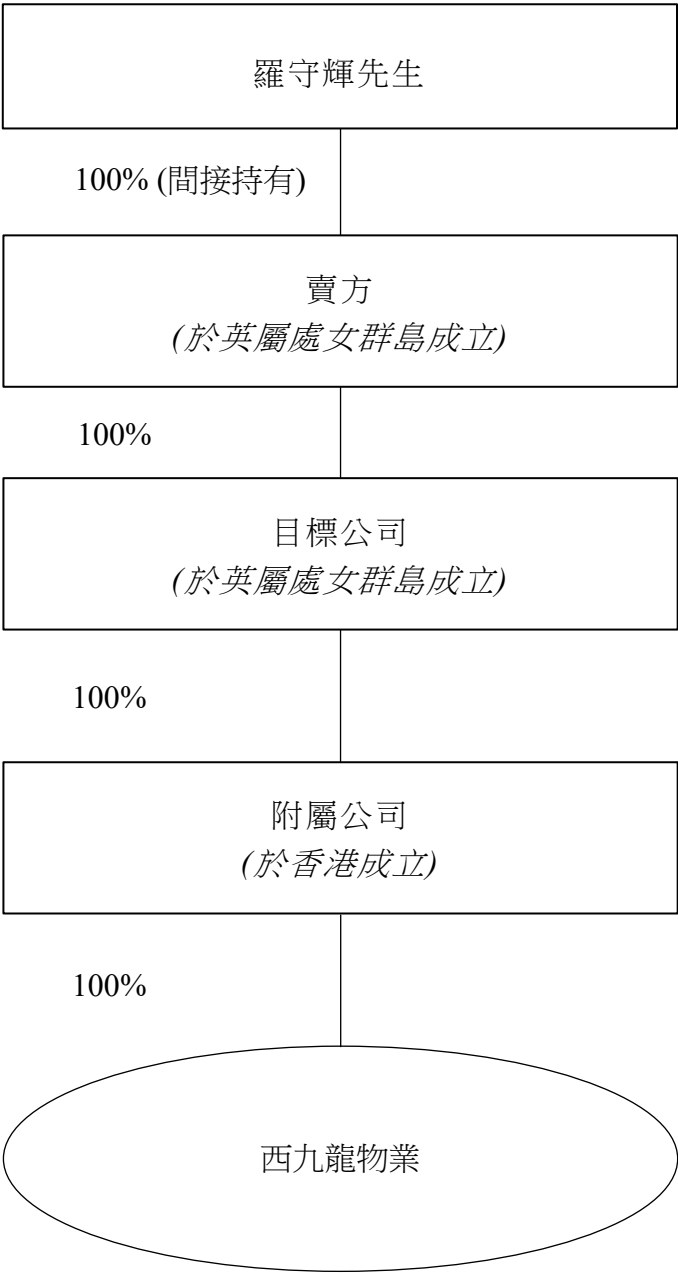 羅守輝先生
100% (間接持有)
賣方
(於英屬處女群島成立)
100%
目標公司
(於英屬處女群島成立)
100%
附屬公司
(於香港成立)
100%
西九龍物業